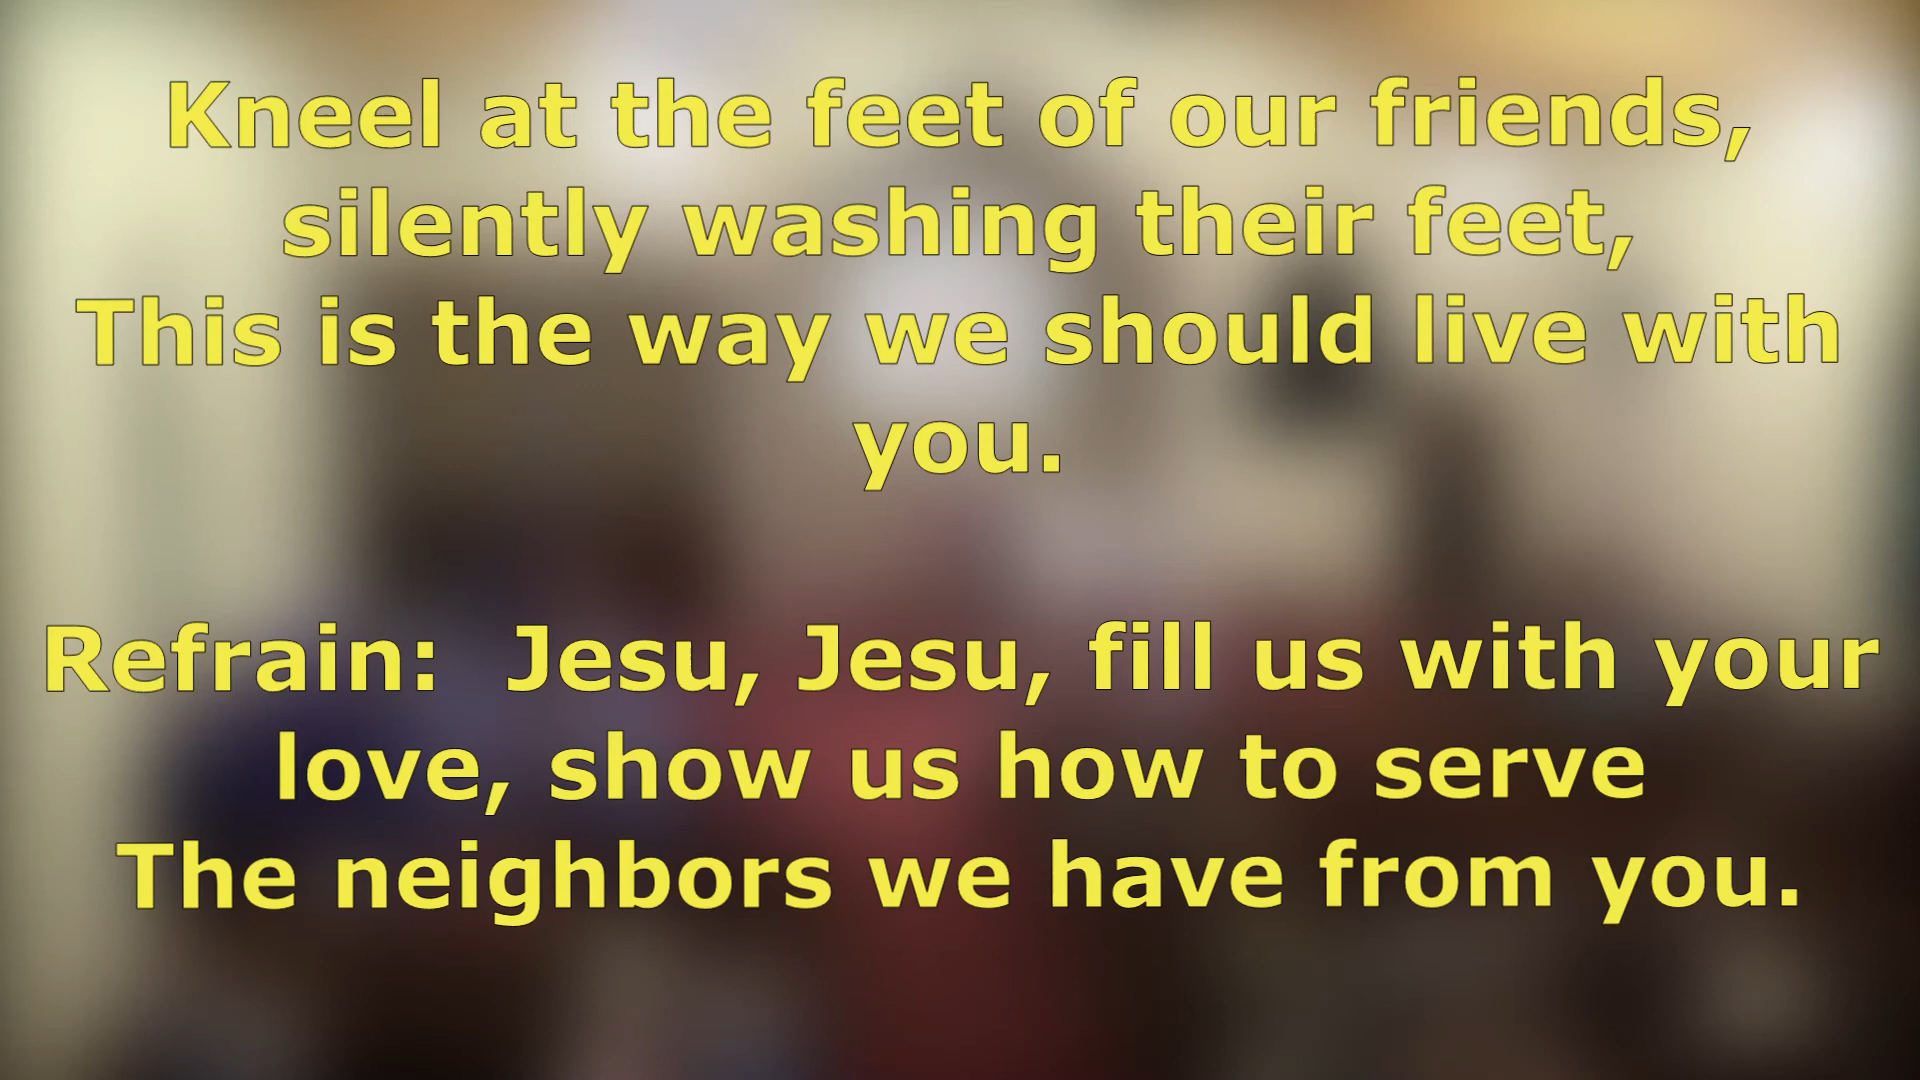 Kneel at the feet of our friends,
silently washing their feet,
This is the way we should live with
you.
Refrain:  Jesu, Jesu, fill us with your
love, show us how to serve
The neighbors we have from you.